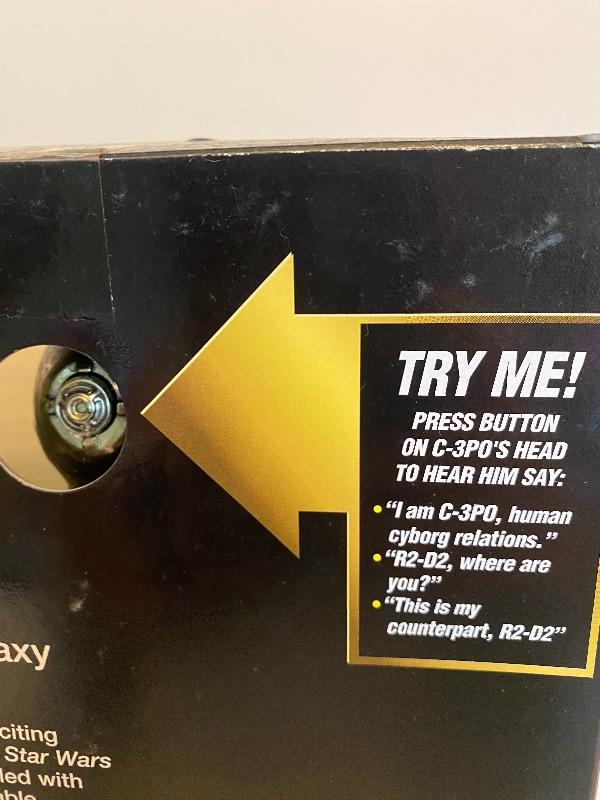 TRY ME!
PRESS BUTTON
ON C-3PO'S HEAD
TO HEAR HIM SAY:
• “I am C-3PO, human
cyborg relations.”
• “R2-D2, where are
you?”
• “This is my
counterpart, R2-D2”
axy
citing
Star Wars
led with